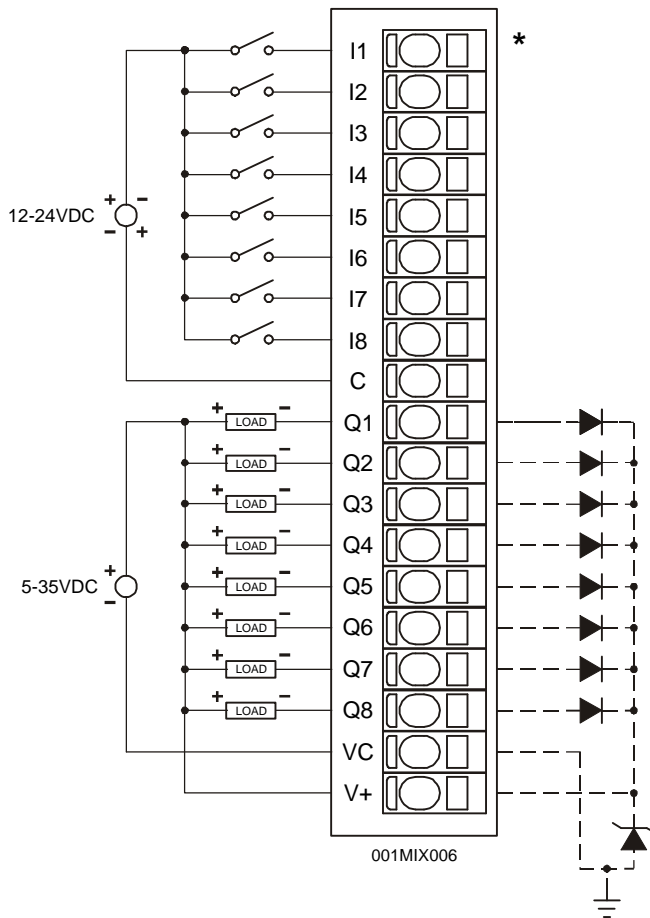 *
I1
I2
I3
I4
I5
I6
I7
I8
C
+ -
12-24VDC
- +
+ LOAD - Q1
+ LOAD - Q2
+ LOAD - Q3
+ LOAD - Q4
+ LOAD - Q5
+ LOAD - Q6
+ LOAD - Q7
+ LOAD - Q8
+
5-35VDC
-
VC
V+
001MIX006